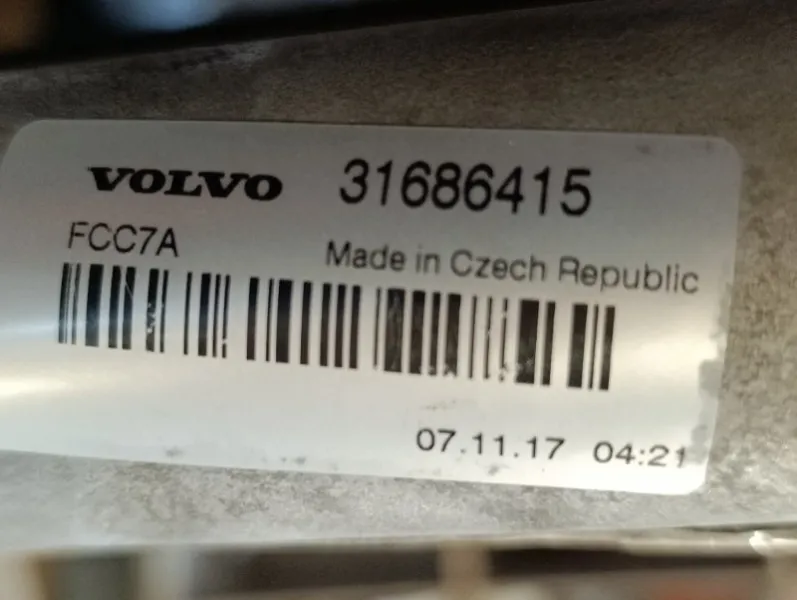 VOLVO 31686415
FCC7A Made in Czech Republic
07.11.17 04:21